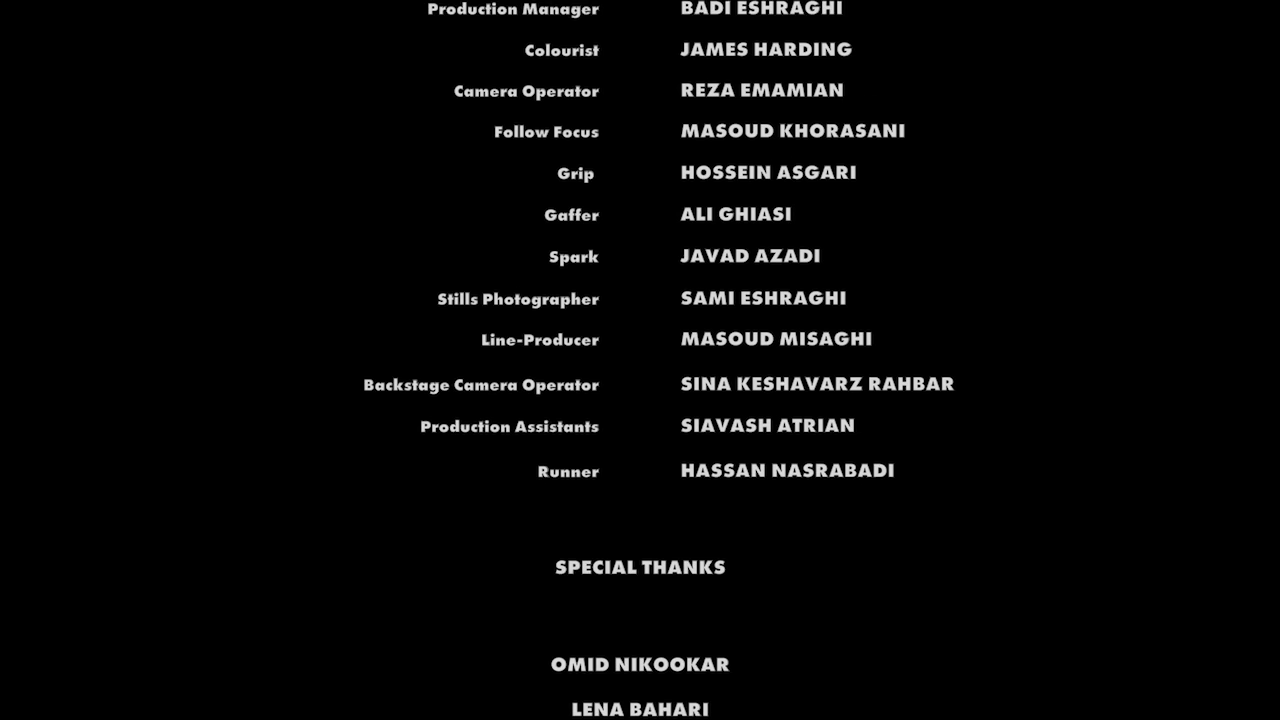 Production Manager BADI ESHRAGHI
Colourist JAMES HARDING
Camera Operator REZA EMAMIAN
Follow Focus MASOUD KHORASANI
Grip HOSSEIN ASGARI
Gaffer ALI GHIASI
Spark JAVAD AZADI
Stills Photographer SAMI ESHRAGHI
Line-Producer MASOUD MISAGHI
Backstage Camera Operator SINA KESHAVARZ RAHBAR
Production Assistants SIAVASH ATRIAN
Runner HASSAN NASRABADI
SPECIAL THANKS
OMID NIKOOKAR
LENA BAHARI